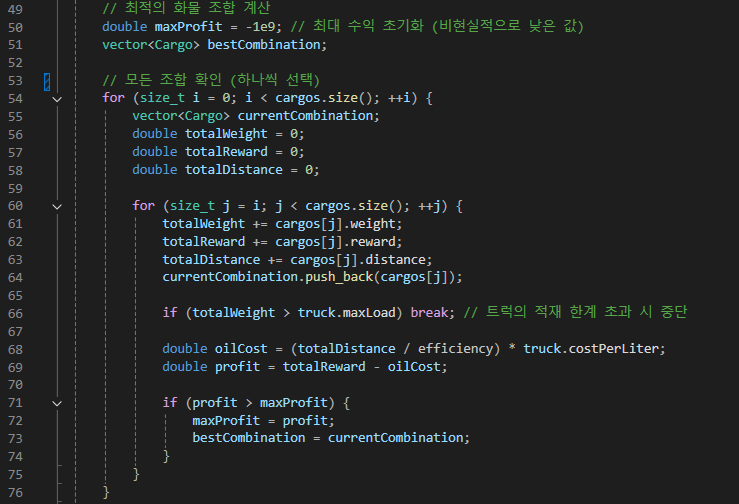 49 // 최적의 화물 조합 계산
50 double maxProfit = -1e9; // 최대 수익 초기화 (비현실적으로 낮은 값)
51 vector<Cargo> bestCombination;
52
53 // 모든 조합 확인 (하나씩 선택)
54 for (size_t i = 0; i < cargos.size(); ++i) {
55 vector<Cargo> currentCombination;
56 double totalWeight = 0;
57 double totalReward = 0;
58 double totalDistance = 0;
59
60 for (size_t j = i; j < cargos.size(); ++j) {
61 totalWeight += cargos[j].weight;
62 totalReward += cargos[j].reward;
63 totalDistance += cargos[j].distance;
64 currentCombination.push_back(cargos[j]);
65
66 if (totalWeight > truck.maxLoad) break; // 트럭의 적재 한계 초과 시 중단
67
68 double oilCost = (totalDistance / efficiency) * truck.costPerLiter;
69 double profit = totalReward - oilCost;
70
71 if (profit > maxProfit) {
72 maxProfit = profit;
73 bestCombination = currentCombination;
74 }
75 }
76 }